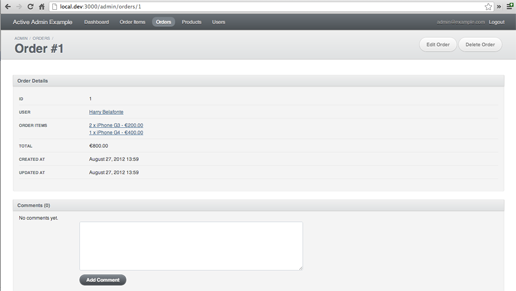 local.dev:3000/admin/orders/1
Active Admin Example Dashboard Order Items Orders Products Users admin@example.com Logout
ADMIN / ORDERS /
Order #1
Edit Order Delete Order
Order Details
ID 1
USER Harry Belafonte
ORDER ITEMS 2 x iPhone G3 - €200.00
1 x iPhone G4 - €400.00
TOTAL €800.00
CREATED AT August 27, 2012 13:59
UPDATED AT August 27, 2012 13:59
Comments (0)
No comments yet.
Add Comment